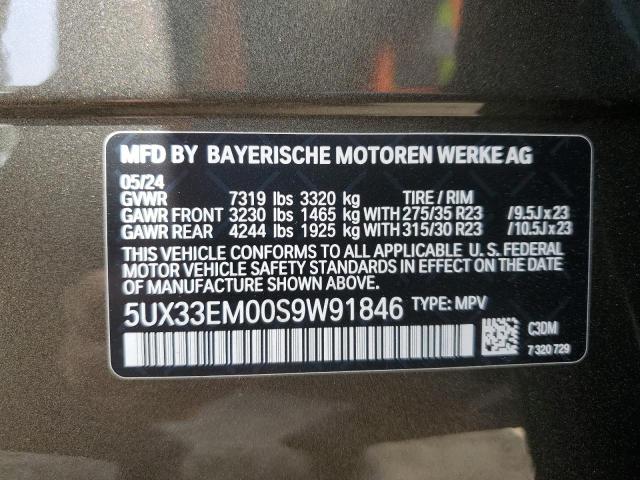 MFD BY BAYERISCHE MOTOREN WERKE AG
05/24
GVWR 7319 lbs 3320 kg TIRE / RIM
GAWR FRONT 3230 lbs 1465 kg WITH 275/35 R23 /9.5J x 23
GAWR REAR 4244 lbs 1925 kg WITH 315/30 R23 /10.5J x 23
THIS VEHICLE CONFORMS TO ALL APPLICABLE U. S. FEDERAL
MOTOR VEHICLE SAFETY STANDARDS IN EFFECT ON THE DATE
OF MANUFACTURE SHOWN ABOVE.
5UX33EM00S9W91846 TYPE: MPV
C3DM
7 320 729